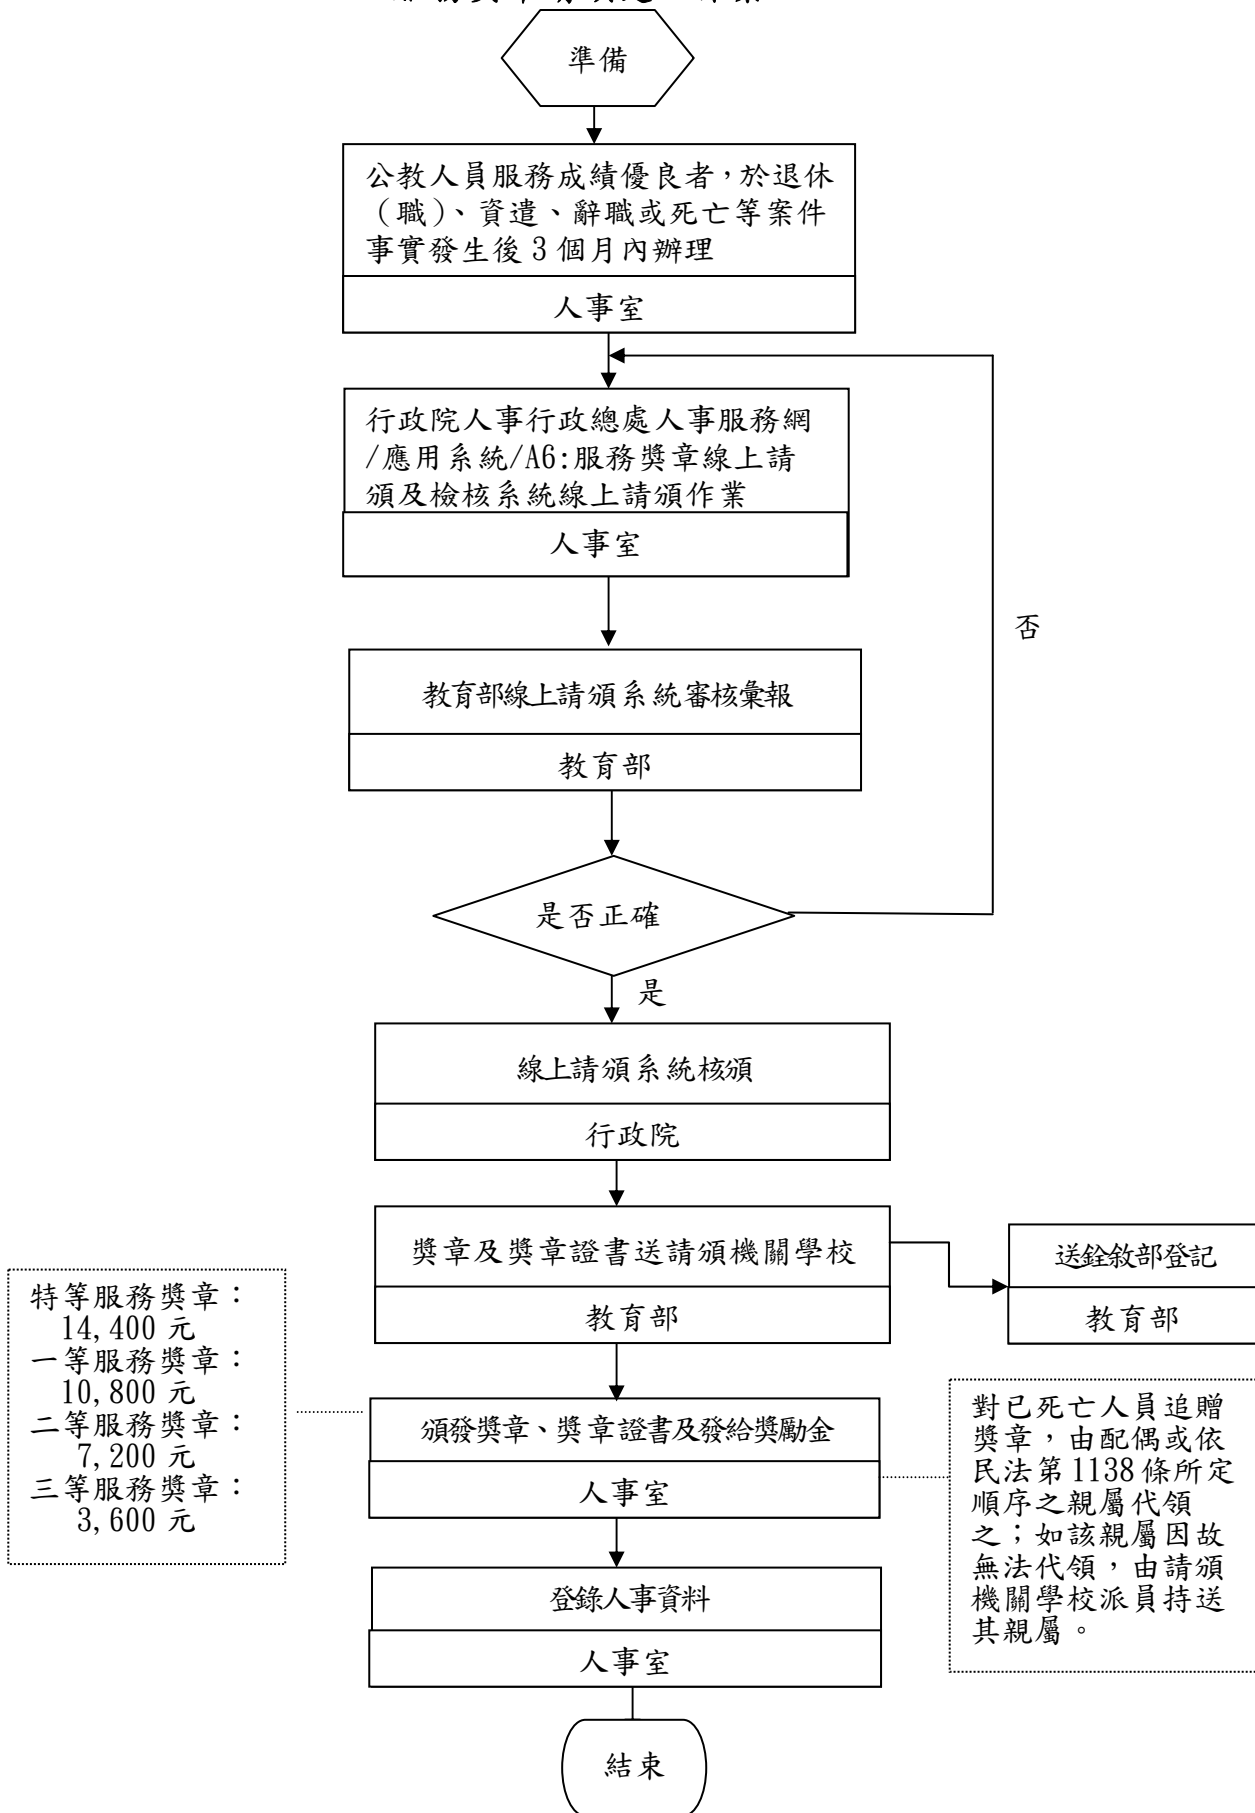 準備
公教人員服務成績優良者，於退休
（職）、資遣、辭職或死亡等案件
事實發生後3個月內辦理
人事室
行政院人事行政總處人事服務網
/應用系統/A6:服務獎章線上請
頒及檢核系統線上請頒作業
人事室
否
教育部線上請頒系統審核彙報
教育部
是否正確
是
線上請頒系統核頒
行政院
獎章及獎章證書送請頒機關學校
教育部
送銓敘部登記
教育部
特等服務獎章：
14,400元
一等服務獎章：
10,800元
二等服務獎章：
7,200元
三等服務獎章：
3,600元
頒發獎章、獎章證書及發給獎勵金
人事室
對已死亡人員追贈
獎章，由配偶或依
民法第1138條所定
順序之親屬代領
之；如該親屬因故
無法代領，由請頒
機關學校派員持送
其親屬。
登錄人事資料
人事室
結束